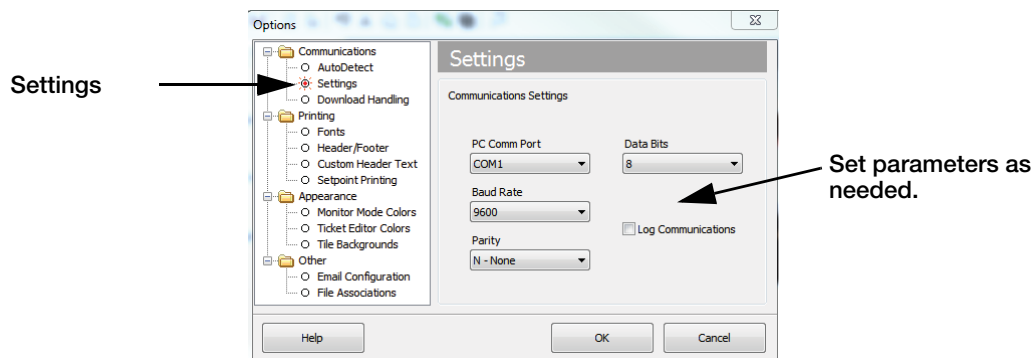 Options
Communications
AutoDetect
Settings
Download Handling
Printing
Fonts
Header/Footer
Custom Header Text
Setpoint Printing
Appearance
Monitor Mode Colors
Ticket Editor Colors
Tile Backgrounds
Other
Email Configuration
File Associations
Settings
Settings
Communications Settings
PC Comm Port
COM1
Data Bits
8
Baud Rate
9600
Log Communications
Parity
N - None
Set parameters as
needed.
Help
OK
Cancel